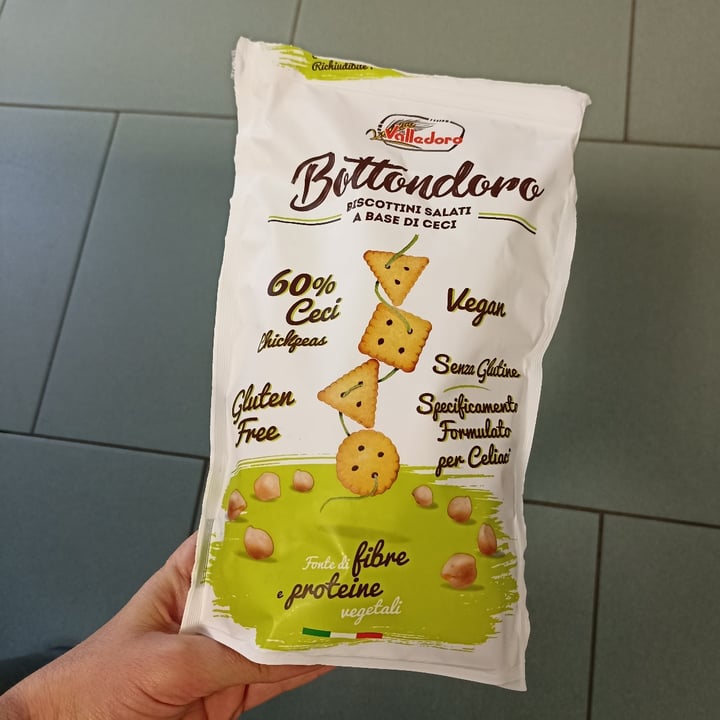 Richiudibile
Valledoro
Bottondoro
BISCOTTINI SALATI
A BASE DI CECI
60%
Ceci
Chickpeas
Vegan
Senza Glutine
Gluten
Free
Specificamente
Formulato
per Celiaci
Fonte di fibre
e proteine
vegetali